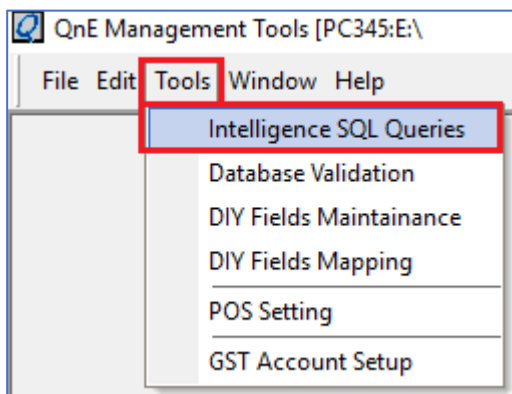 QnE Management Tools [PC345:E:\
File Edit Tools Window Help
Intelligence SQL Queries
Database Validation
DIY Fields Maintainance
DIY Fields Mapping
POS Setting
GST Account Setup